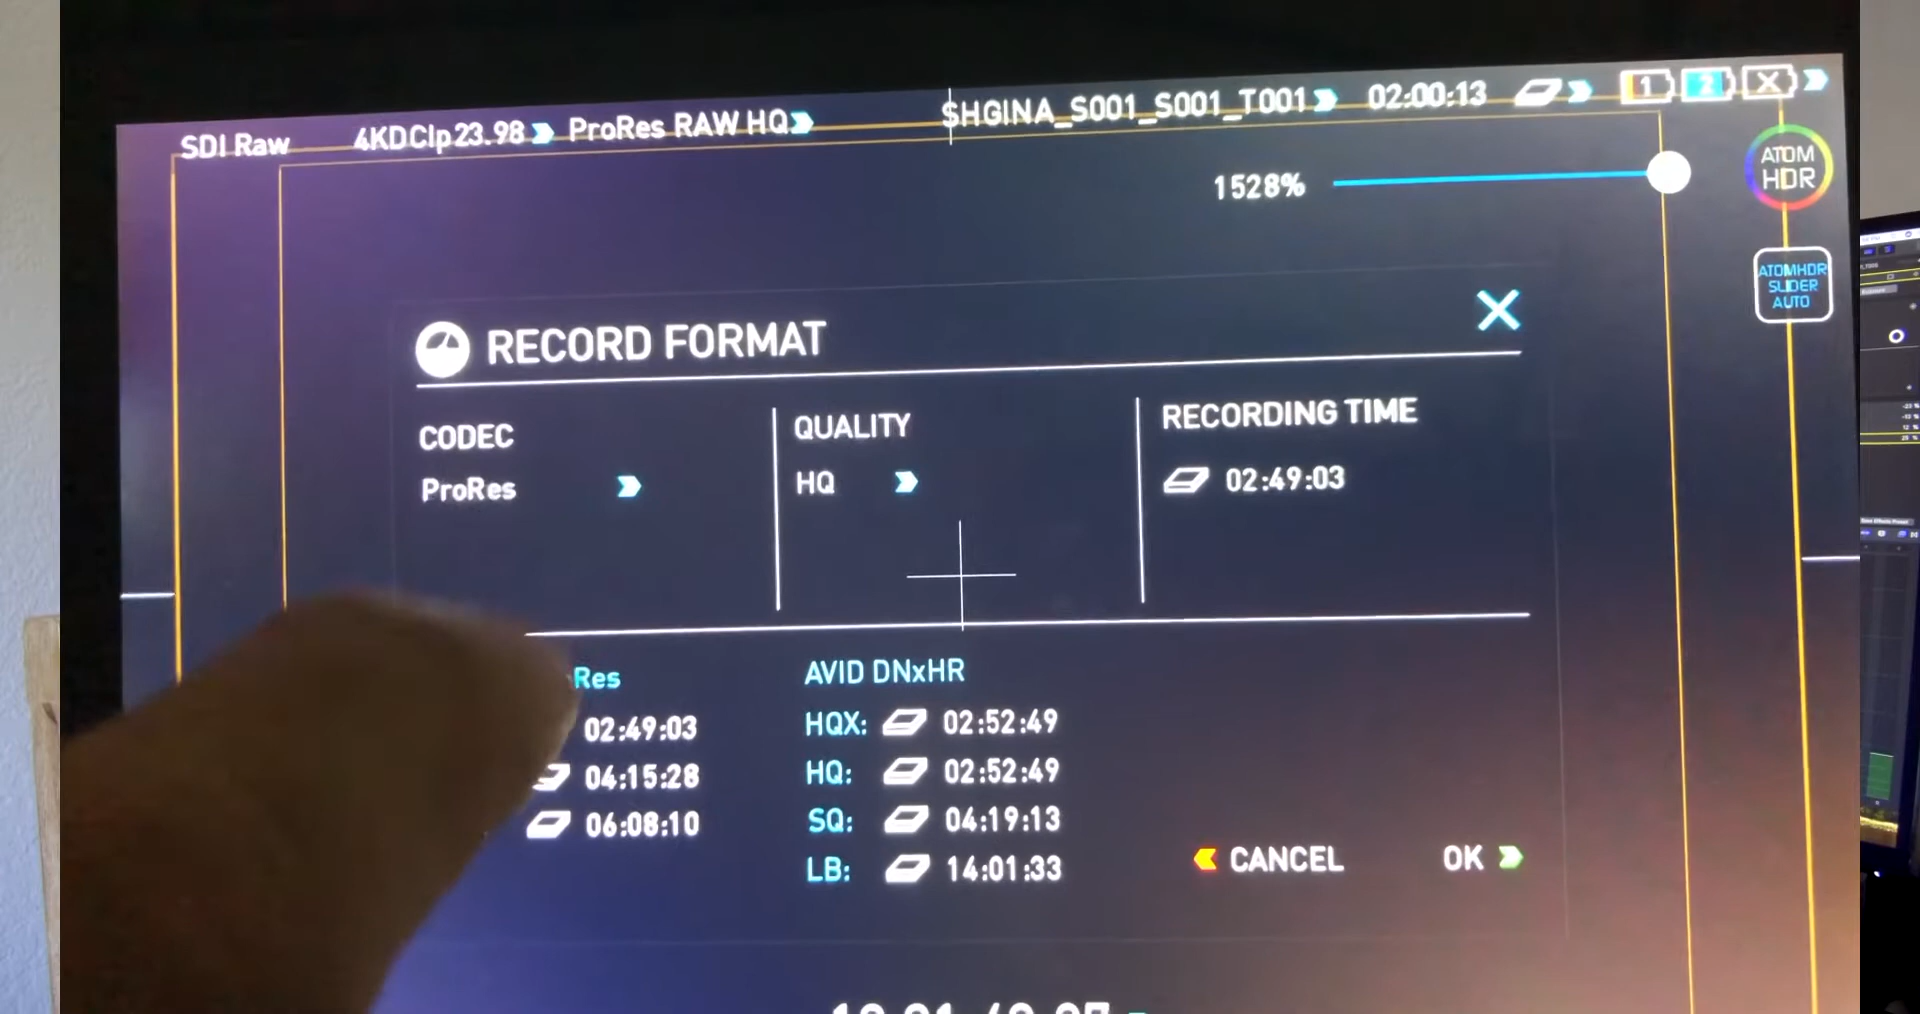 SDI Raw 4KDCIp23.98 ProRes RAW HQ SHGINA_S001_S001_T001 02:00:13 1 2 X
1528%
ATOM
HDR
ATOMHDR
SLIDER
AUTO
RECORD FORMAT
CODEC
ProRes
QUALITY
HQ
RECORDING TIME
02:49:03
Res
02:49:03
04:15:28
06:08:10
AVID DNxHR
HQX: 02:52:49
HQ: 02:52:49
SQ: 04:19:13
LB: 14:01:33
CANCEL OK